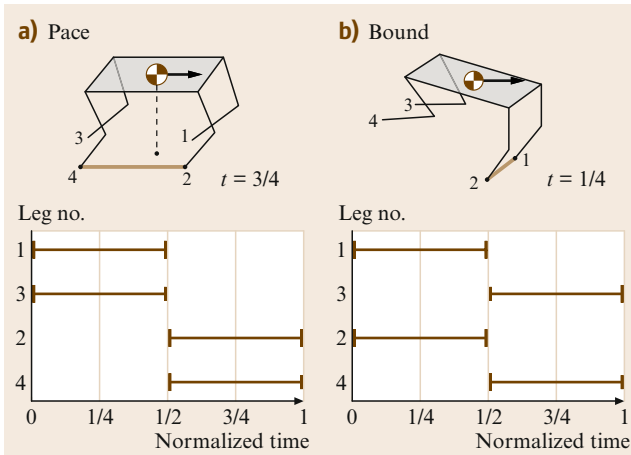 a) Pace
3
1
4
2
t = 3/4
Leg no.
1
3
2
4
0 1/4 1/2 3/4 1
Normalized time
b) Bound
3
4
1
2
t = 1/4
Leg no.
1
3
2
4
0 1/4 1/2 3/4 1
Normalized time